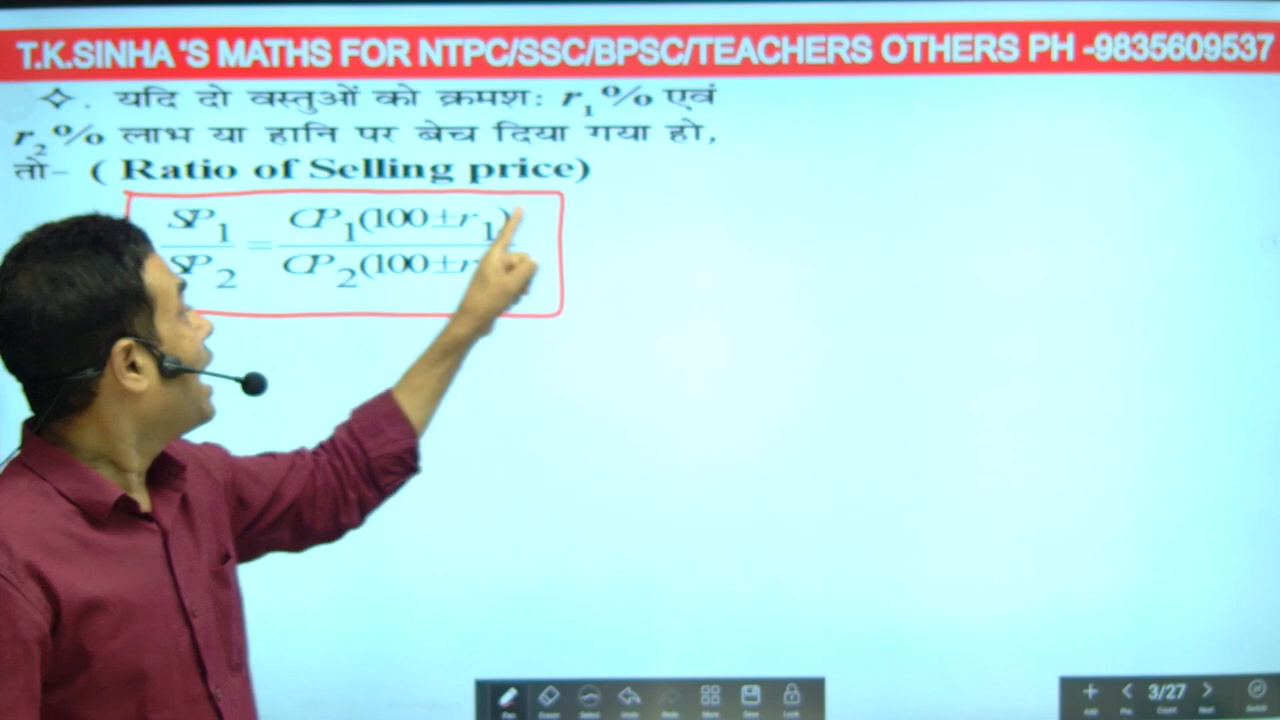 T.K.SINHA 'S MATHS FOR NTPC/SSC/BPSC/TEACHERS OTHERS PH -9835609537
✧. यदि दो वस्तुओं को क्रमश: r₁% एवं
r₂% लाभ या हानि पर बेच दिया गया हो,
तो- ( Ratio of Selling price)
SP₁ = CP₁(100±r₁)
SP₂ CP₂(100±r
3/27